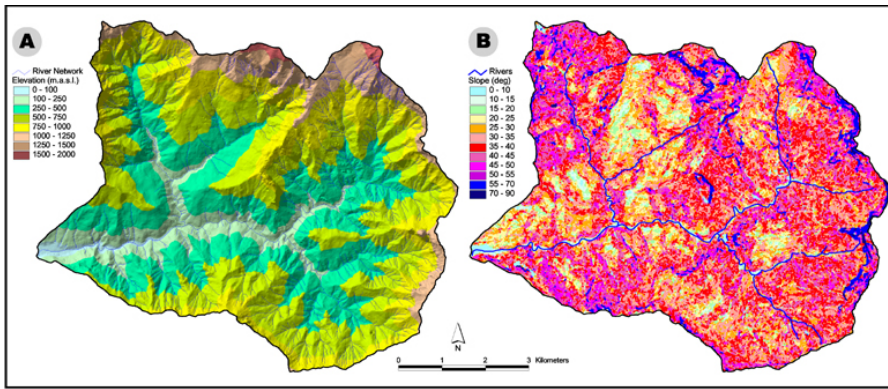 A
River Network
Elevation (m.a.s.l.)
0 - 100
100 - 250
250 - 500
500 - 750
750 - 1000
1000 - 1250
1250 - 1500
1500 - 2000
B
Rivers
Slope (deg)
0 - 10
10 - 15
15 - 20
20 - 25
25 - 30
30 - 35
35 - 40
40 - 45
45 - 50
50 - 55
55 - 70
70 - 90
N
0 1 2 3 Kilometers